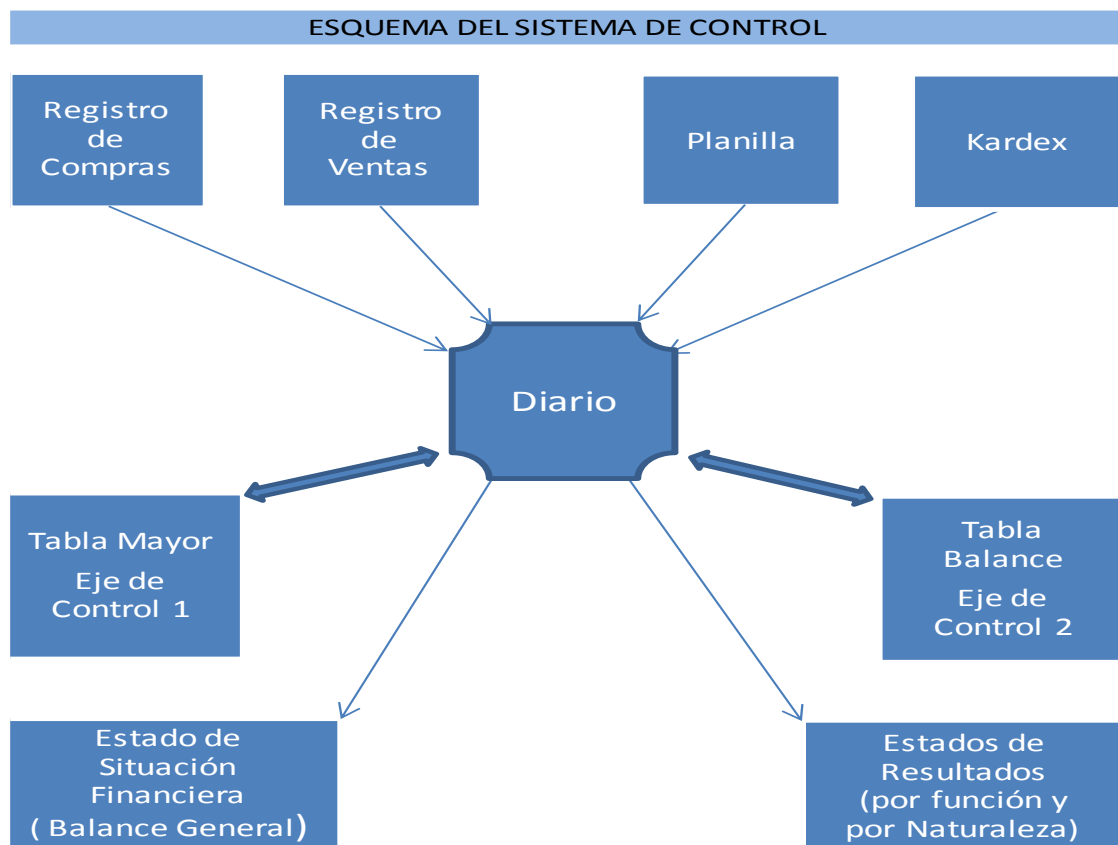 ESQUEMA DEL SISTEMA DE CONTROL
Registro
de
Compras
Registro
de
Ventas
Planilla
Kardex
Diario
Tabla Mayor
Eje de
Control 1
Tabla
Balance
Eje de
Control 2
Estado de
Situación
Financiera
( Balance General)
Estados de
Resultados
(por función y
por Naturaleza)